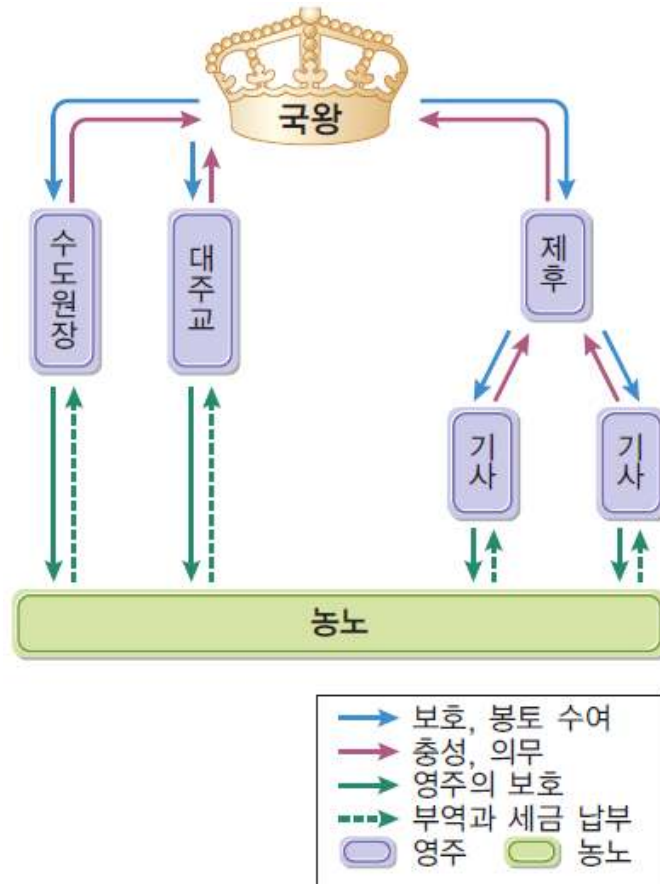 국왕
수도원장
대주교
제후
기사
기사
농노
보호, 봉토 수여
충성, 의무
영주의 보호
부역과 세금 납부
영주
농노